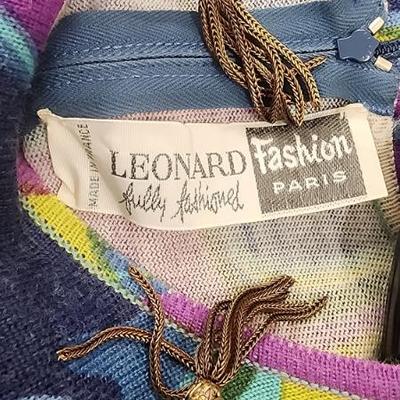 MADE IN FRANCE
LEONARD
fully fashioned
Fashion
PARIS